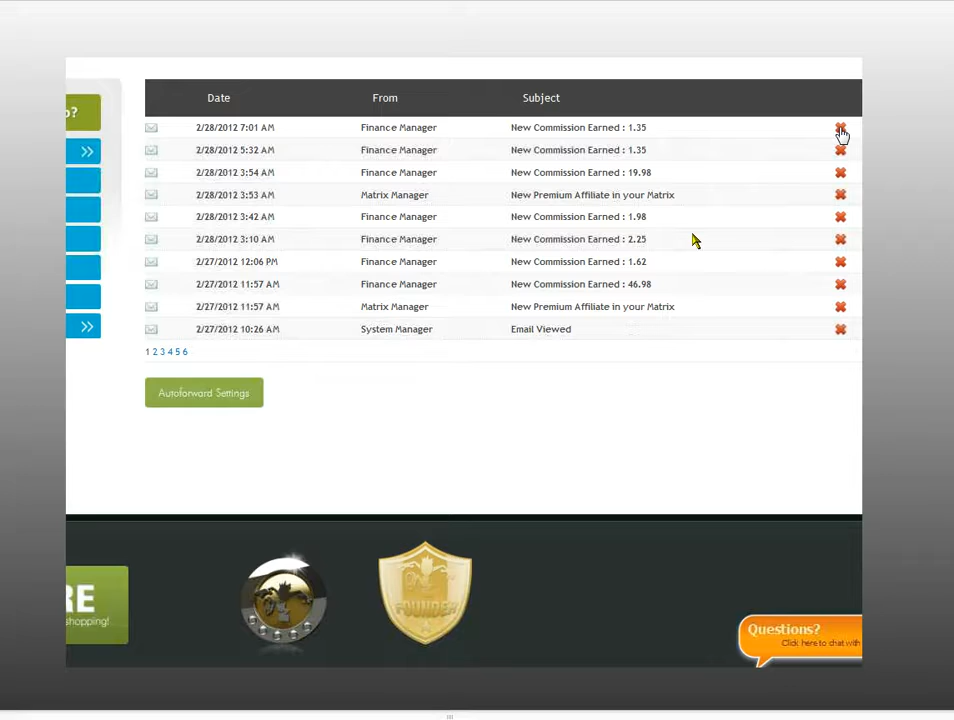 Date From Subject
?
2/28/2012 7:01 AM Finance Manager New Commission Earned : 1.35
2/28/2012 5:32 AM Finance Manager New Commission Earned : 1.35
2/28/2012 3:54 AM Finance Manager New Commission Earned : 19.98
2/28/2012 3:53 AM Matrix Manager New Premium Affiliate in your Matrix
2/28/2012 3:42 AM Finance Manager New Commission Earned : 1.98
2/28/2012 3:10 AM Finance Manager New Commission Earned : 2.25
2/27/2012 12:06 PM Finance Manager New Commission Earned : 1.62
2/27/2012 11:57 AM Finance Manager New Commission Earned : 46.98
2/27/2012 11:57 AM Matrix Manager New Premium Affiliate in your Matrix
2/27/2012 10:26 AM System Manager Email Viewed
1 2 3 4 5 6
Autoforward Settings
RE
shopping!
FOUNDER
Questions?
Click here to chat with